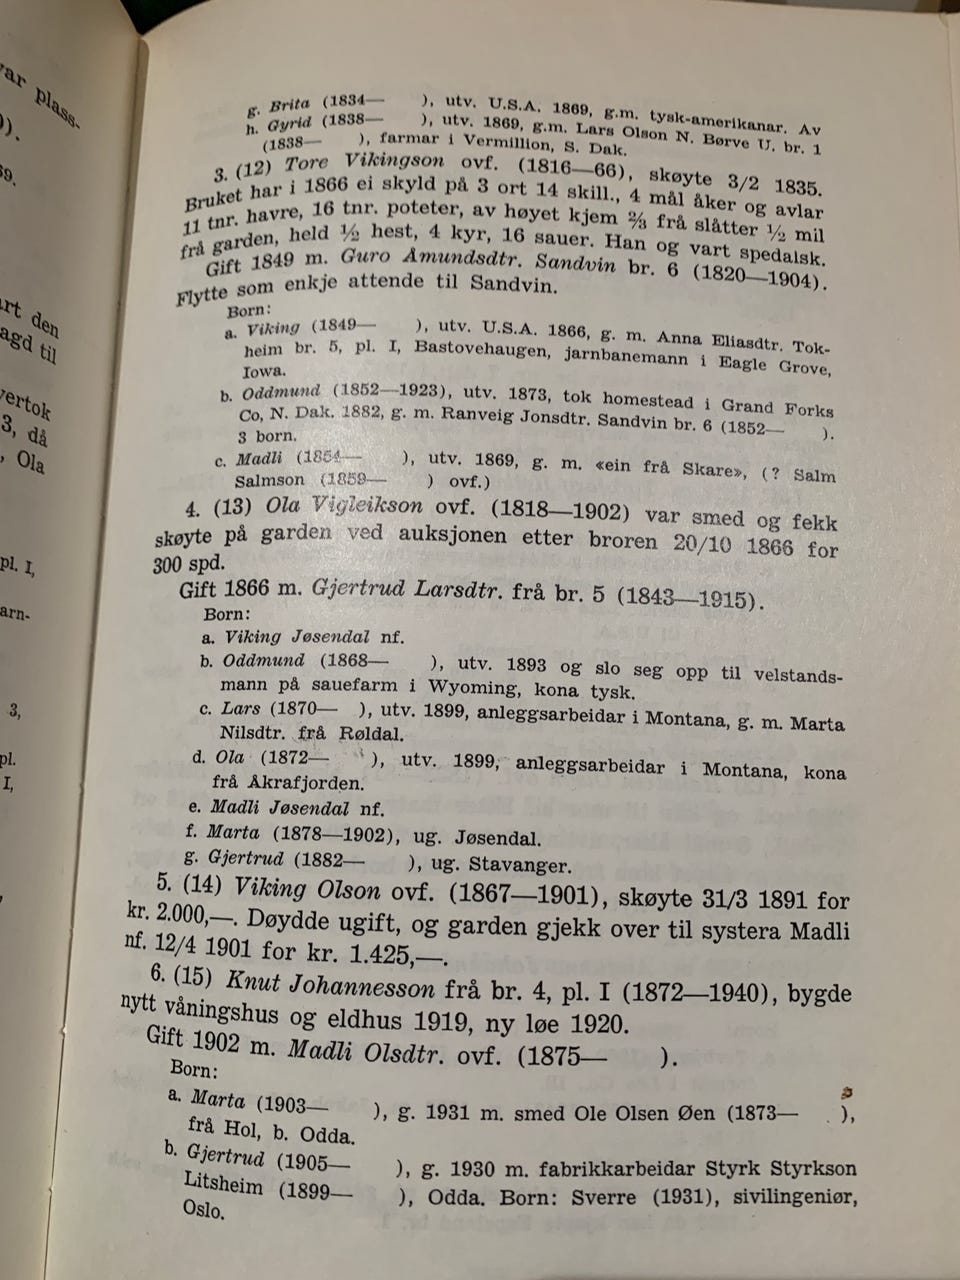 var plass-
).
69.
art den
agd til
vertok
3, då
, Ola
pl. I,
arn-
3,
pl.
I,
g. Brita (1834— ), utv. U.S.A. 1869, g.m. tysk-amerikanar. Av
h. Gyrid (1838— ), utv. 1869, g.m. Lars Olson N. Børve U. br. 1
(1838— ), farmar i Vermillion, S. Dak.
3. (12) Tore Vikingson ovf. (1816—66), skøyte 3/2 1835.
Bruket har i 1866 ei skyld på 3 ort 14 skill., 4 mål åker og avlar
11 tnr. havre, 16 tnr. poteter, av høyet kjem ⅔ frå slåtter ½ mil
frå garden, held ½ hest, 4 kyr, 16 sauer. Han og vart spedalsk.
Gift 1849 m. Guro Åmundsdtr. Sandvin br. 6 (1820—1904).
Flytte som enkje attende til Sandvin.
Born:
a. Viking (1849— ), utv. U.S.A. 1866, g. m. Anna Eliasdtr. Tok-
heim br. 5, pl. I, Bastovehaugen, jarnbanemann i Eagle Grove,
Iowa.
b. Oddmund (1852—1923), utv. 1873, tok homestead i Grand Forks
Co, N. Dak. 1882, g. m. Ranveig Jonsdtr. Sandvin br. 6 (1852— ).
3 born.
c. Madli (1854— ), utv. 1869, g. m. «ein frå Skare», (? Salm
Salmson (1859— ) ovf.)
4. (13) Ola Vigleikson ovf. (1818—1902) var smed og fekk
skøyte på garden ved auksjonen etter broren 20/10 1866 for
300 spd.
Gift 1866 m. Gjertrud Larsdtr. frå br. 5 (1843—1915).
Born:
a. Viking Jøsendal nf.
b. Oddmund (1868— ), utv. 1893 og slo seg opp til velstands-
mann på sauefarm i Wyoming, kona tysk.
c. Lars (1870— ), utv. 1899, anleggsarbeidar i Montana, g. m. Marta
Nilsdtr. frå Røldal.
d. Ola (1872— ), utv. 1899, anleggsarbeidar i Montana, kona
frå Åkrafjorden.
e. Madli Jøsendal nf.
f. Marta (1878—1902), ug. Jøsendal.
g. Gjertrud (1882— ), ug. Stavanger.
5. (14) Viking Olson ovf. (1867—1901), skøyte 31/3 1891 for
kr. 2.000,—. Døydde ugift, og garden gjekk over til systera Madli
nf. 12/4 1901 for kr. 1.425,—.
6. (15) Knut Johannesson frå br. 4, pl. I (1872—1940), bygde
nytt våningshus og eldhus 1919, ny løe 1920.
Gift 1902 m. Madli Olsdtr. ovf. (1875— ).
Born:
a. Marta (1903— ), g. 1931 m. smed Ole Olsen Øen (1873— ),
frå Hol, b. Odda.
b. Gjertrud (1905— ), g. 1930 m. fabrikkarbeidar Styrk Styrkson
Litsheim (1899— ), Odda. Born: Sverre (1931), sivilingeniør,
Oslo.